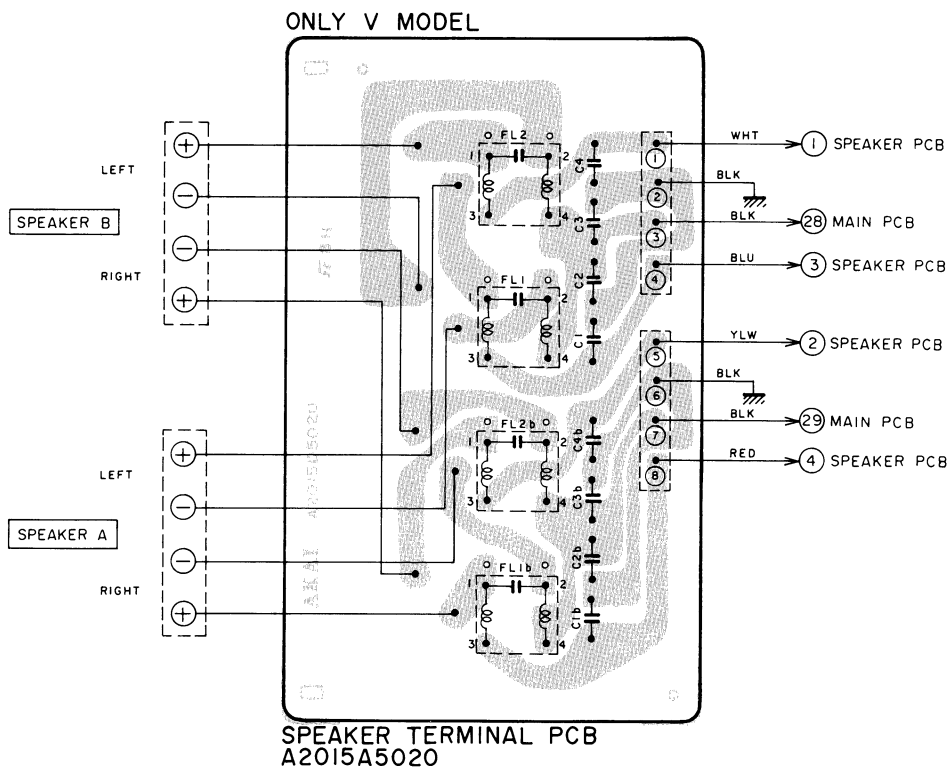 ONLY V MODEL
LEFT
SPEAKER B
RIGHT
LEFT
SPEAKER A
RIGHT
+
−
−
+
+
−
−
+
FL2
1 2
3 4
FL1
1 2
3 4
FL2b
1 2
3 4
FL1b
1 2
3 4
C4
C3
C2
C1
C4b
C3b
C2b
C1b
1
2
3
4
5
6
7
8
WHT 1 SPEAKER PCB
BLK
BLK 28 MAIN PCB
BLU 3 SPEAKER PCB
YLW 2 SPEAKER PCB
BLK
BLK 29 MAIN PCB
RED 4 SPEAKER PCB
AKAI
SPEAKER TERMINAL PCB
A2015A5020